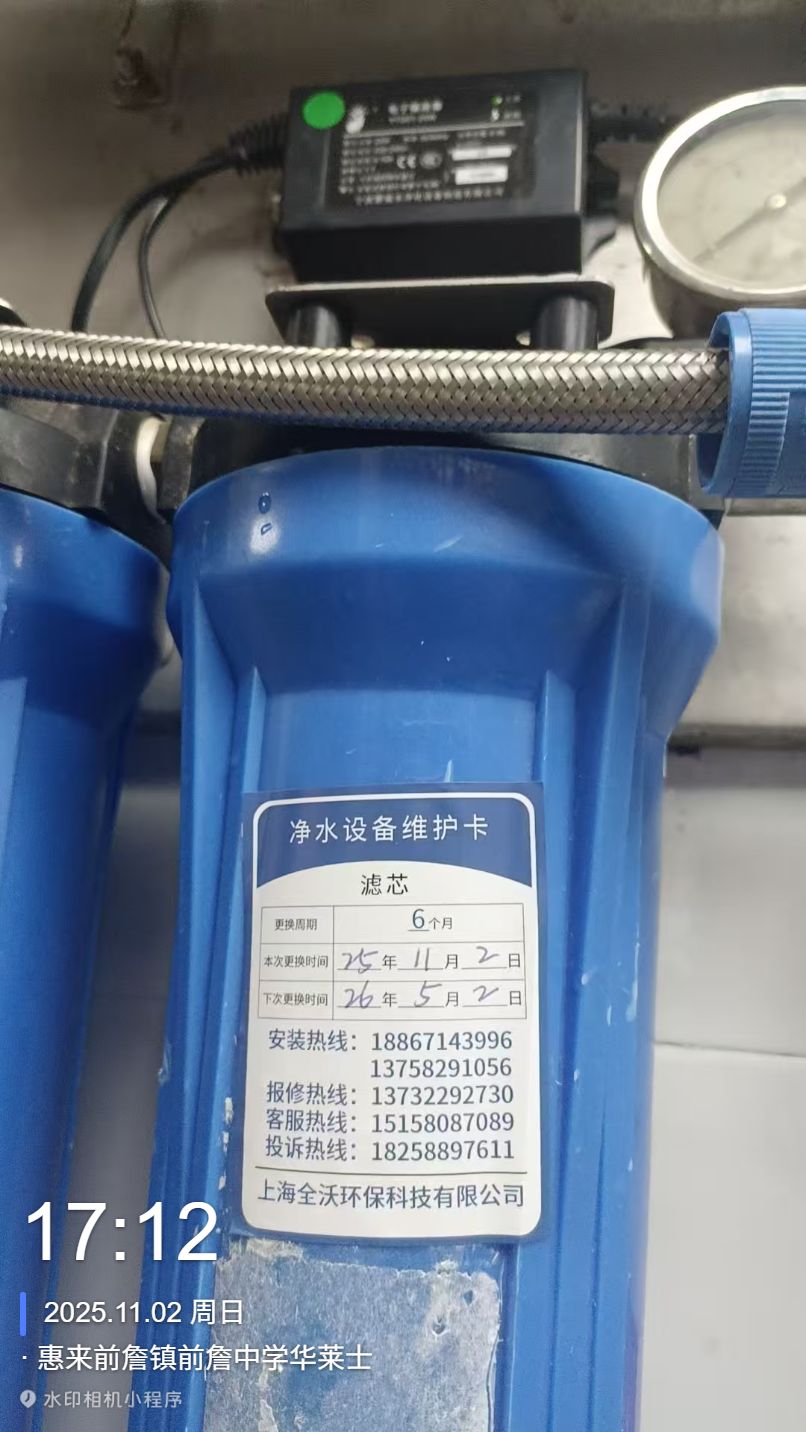 净水设备维护卡
滤芯
更换周期 6个月
本次更换时间 25年11月2日
下次更换时间 26年5月2日
安装热线：18867143996
13758291056
报修热线：13732292730
客服热线：15158087089
投诉热线：18258897611
上海全沃环保科技有限公司
17:12
2025.11.02 周日
· 惠来前詹镇前詹中学华莱士
水印相机小程序